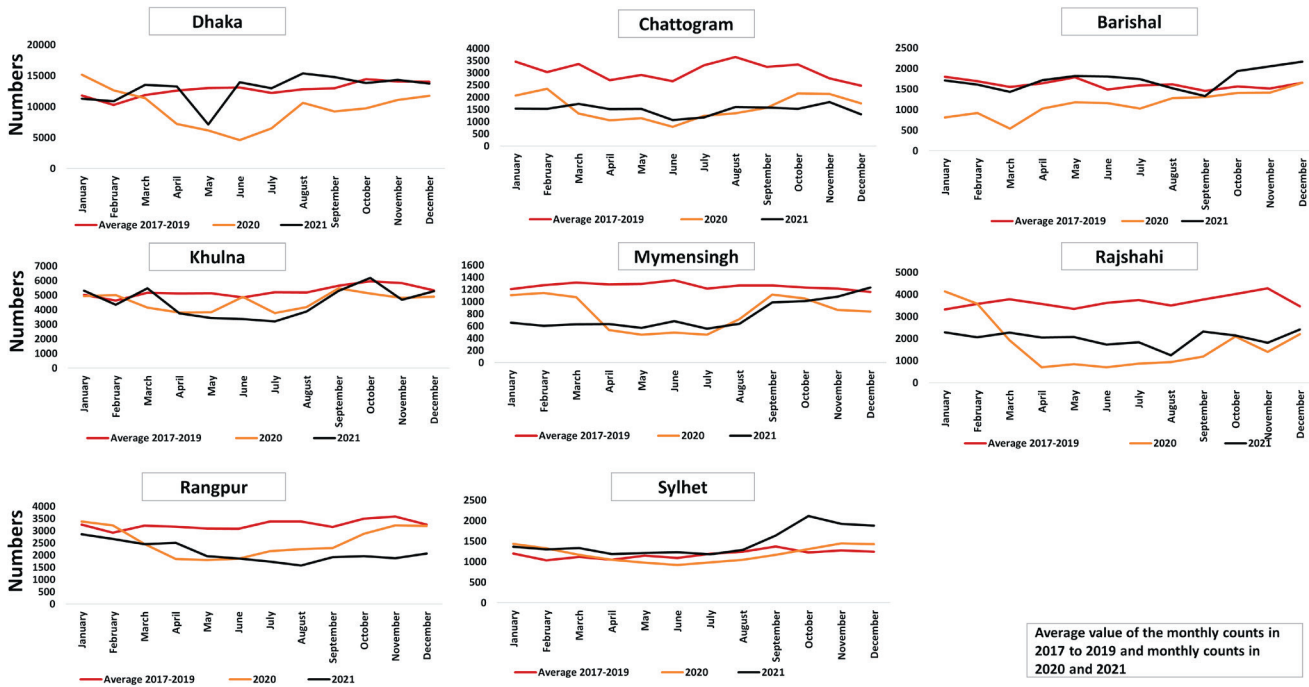 Dhaka
Numbers
20000
15000
10000
5000
0
January
February
March
April
May
June
July
August
September
October
November
December
Average 2017-2019 2020 2021
Chattogram
4000
3500
3000
2500
2000
1500
1000
500
0
January
February
March
April
May
June
July
August
September
October
November
December
Average 2017-2019 2020 2021
Barishal
2500
2000
1500
1000
500
0
January
February
March
April
May
June
July
August
September
October
November
December
Average 2017-2019 2020 2021
Khulna
7000
6000
5000
4000
3000
2000
1000
0
January
February
March
April
May
June
July
August
September
October
November
December
Average 2017-2019 2020 2021
Mymensingh
1600
1400
1200
1000
800
600
400
200
0
January
February
March
April
May
June
July
August
September
October
November
December
Average 2017-2019 2020 2021
Rajshahi
5000
4000
3000
2000
1000
0
January
February
March
April
May
June
July
August
September
October
November
December
Average 2017-2019 2020 2021
Rangpur
Numbers
4000
3500
3000
2500
2000
1500
1000
500
0
January
February
March
April
May
June
July
August
September
October
November
December
Average 2017-2019 2020 2021
Sylhet
2500
2000
1500
1000
500
0
January
February
March
April
May
June
July
August
September
October
November
December
Average 2017-2019 2020 2021
Average value of the monthly counts in
2017 to 2019 and monthly counts in
2020 and 2021